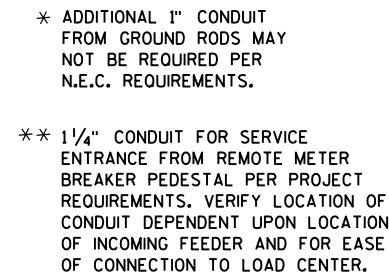 * ADDITIONAL 1" CONDUIT
FROM GROUND RODS MAY
NOT BE REQUIRED PER
N.E.C. REQUIREMENTS.
** 1 1/4" CONDUIT FOR SERVICE
ENTRANCE FROM REMOTE METER
BREAKER PEDESTAL PER PROJECT
REQUIREMENTS. VERIFY LOCATION OF
CONDUIT DEPENDENT UPON LOCATION
OF INCOMING FEEDER AND FOR EASE
OF CONNECTION TO LOAD CENTER.